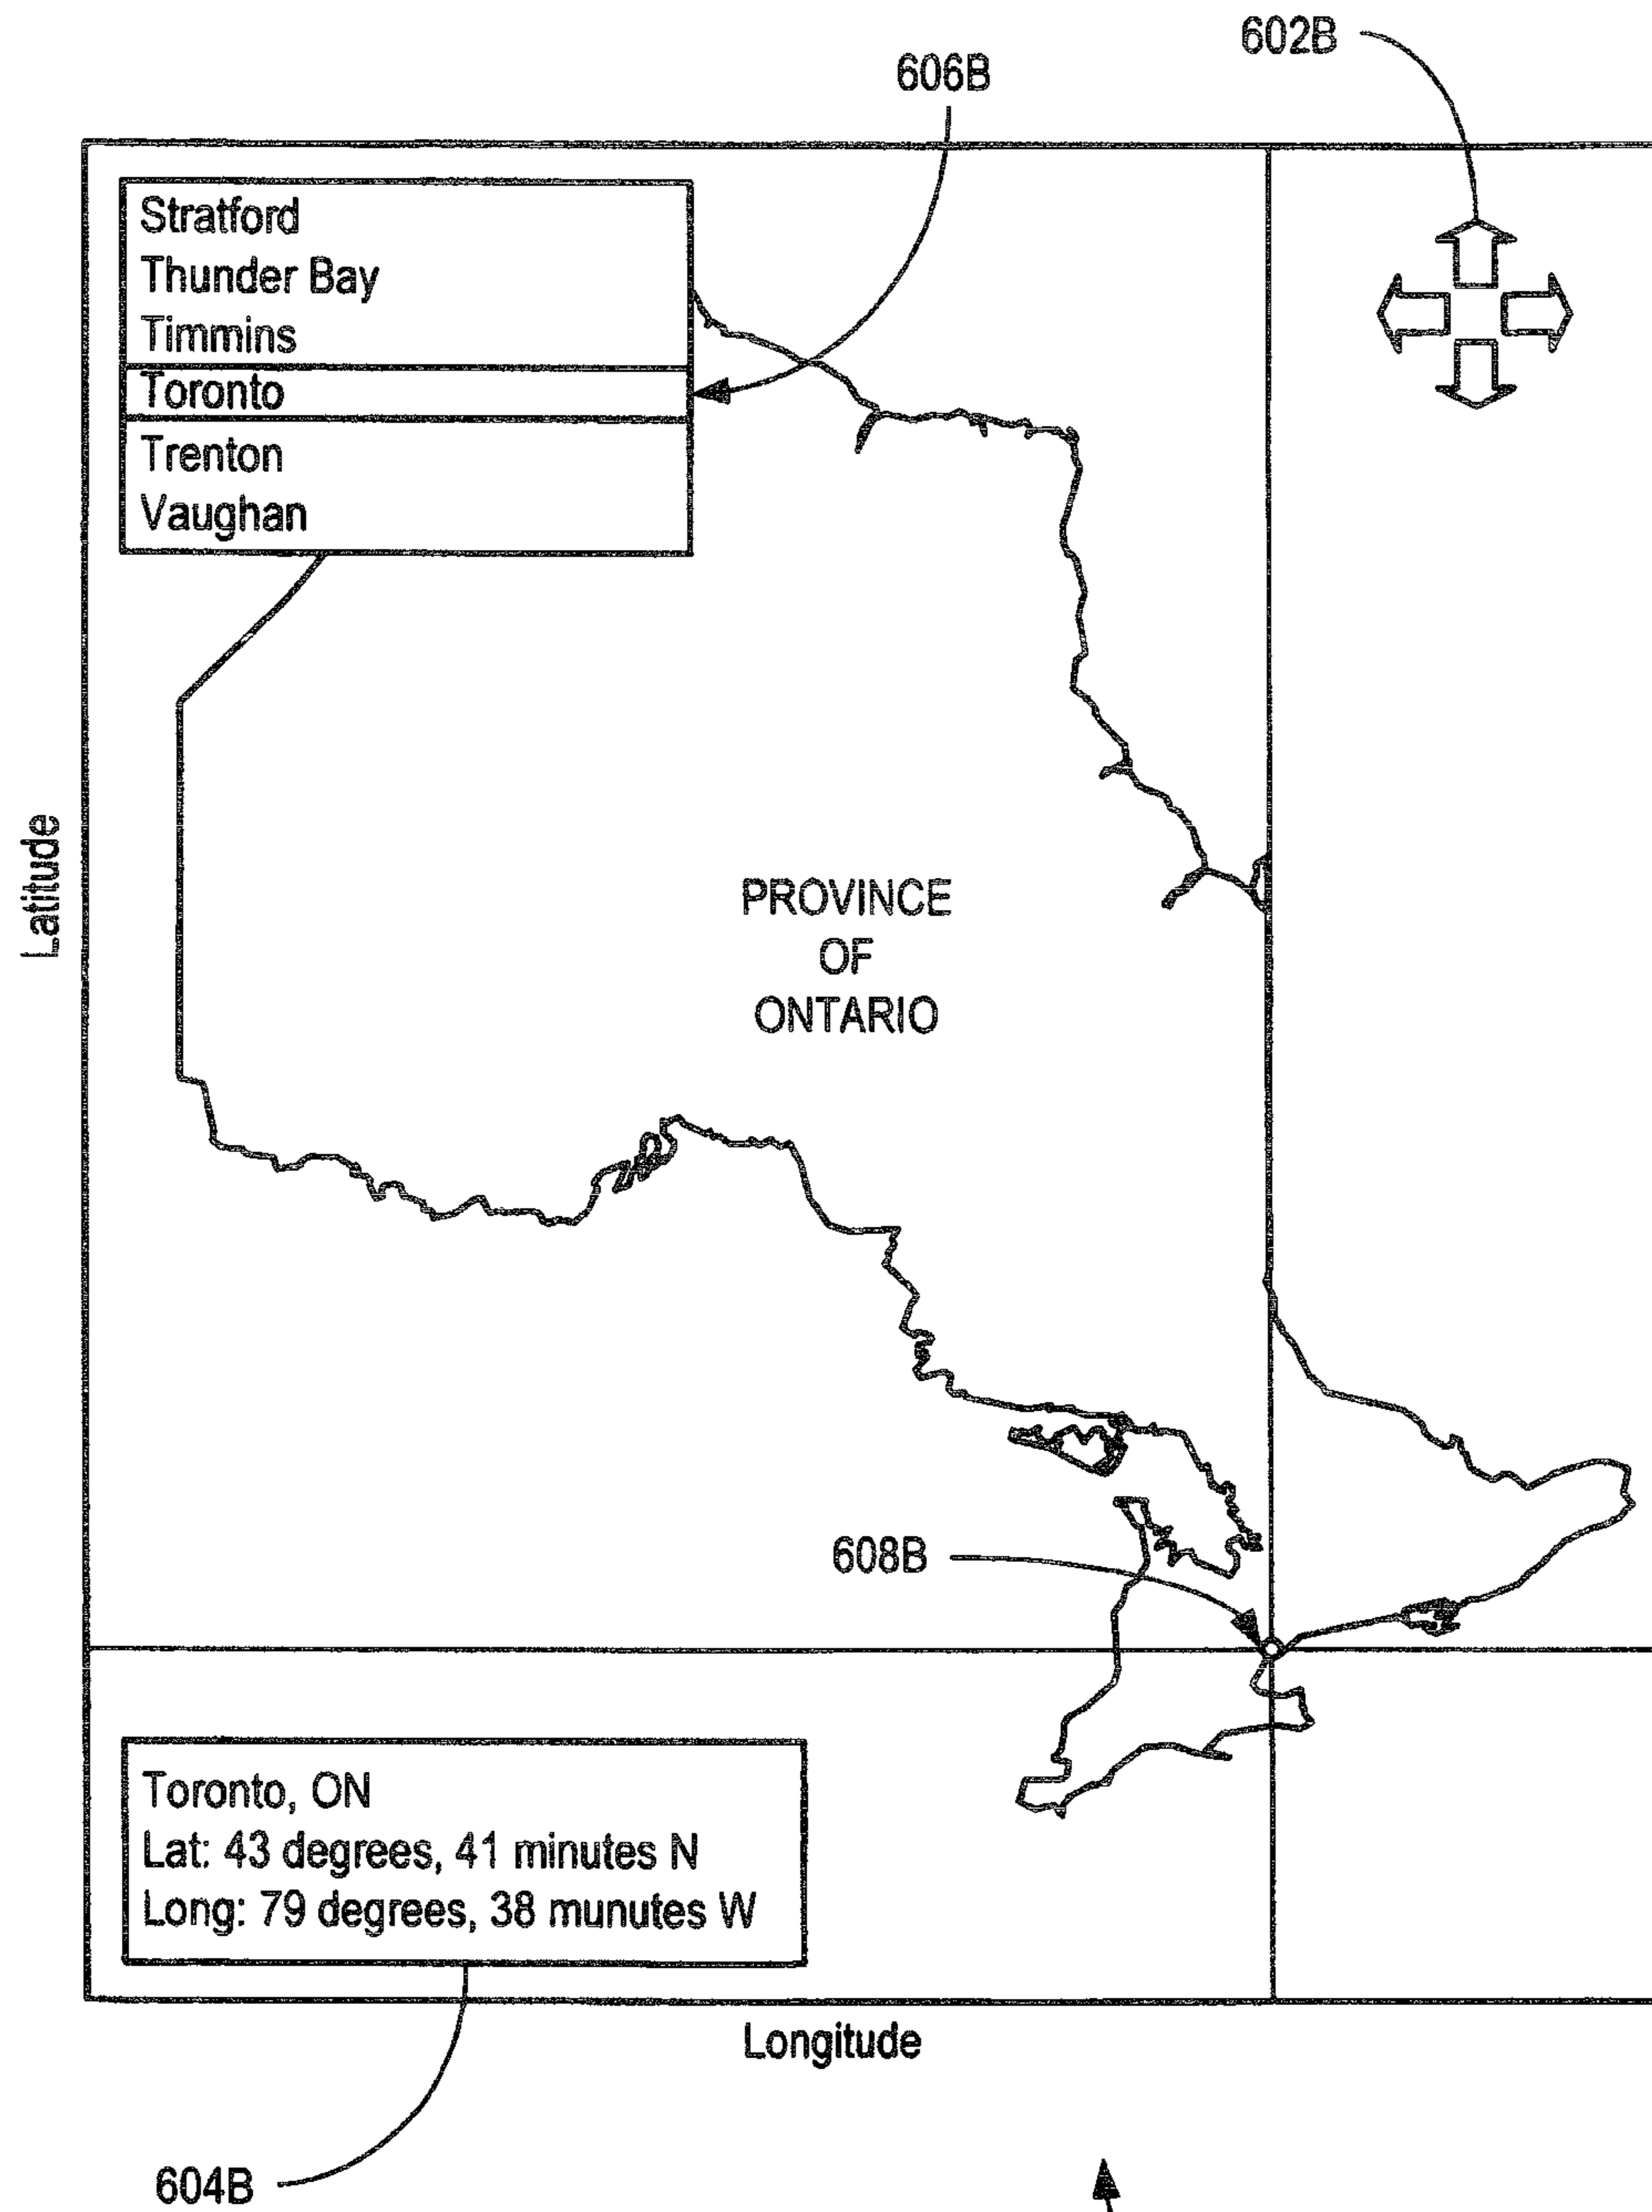 602B
606B
Stratford
Thunder Bay
Timmins
Toronto
Trenton
Vaughan
Latitude
PROVINCE
OF
ONTARIO
608B
Toronto, ON
Lat: 43 degrees, 41 minutes N
Long: 79 degrees, 38 munutes W
Longitude
604B